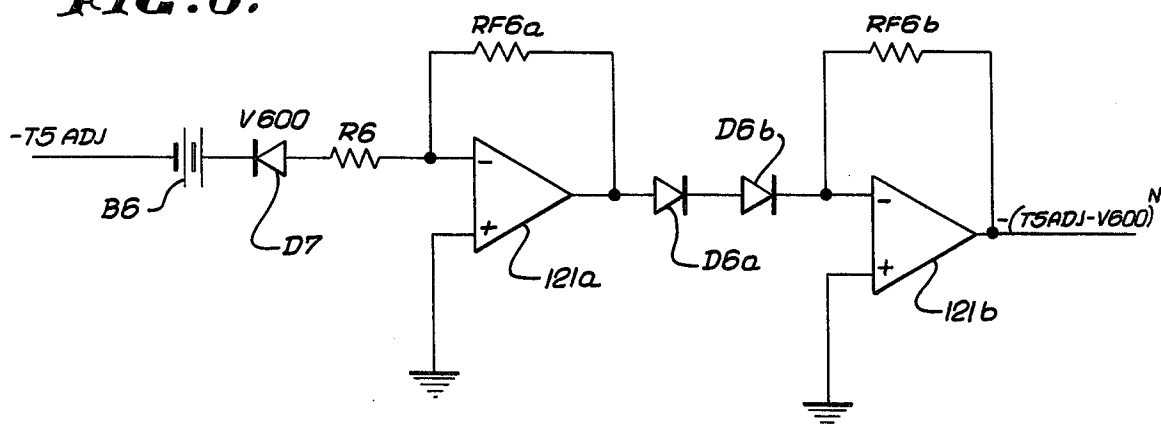 FIG. 6.
RF6a
RF6b
-T5 ADJ
V600
R6
D6b
B6
D7
-
+
121a
D6a
-
+
121b
-(T5ADJ-V600)N